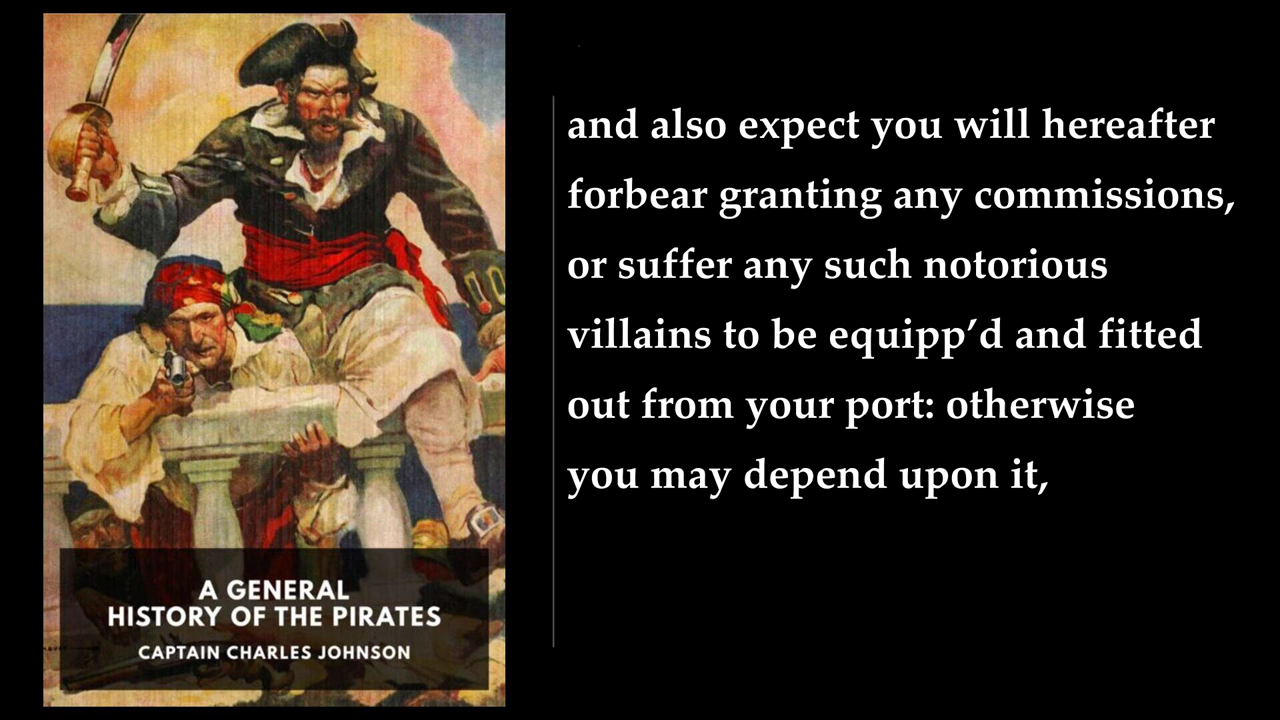 and also expect you will hereafter
forbear granting any commissions,
or suffer any such notorious
villains to be equipp’d and fitted
out from your port: otherwise
you may depend upon it,
A GENERAL
HISTORY OF THE PIRATES
CAPTAIN CHARLES JOHNSON